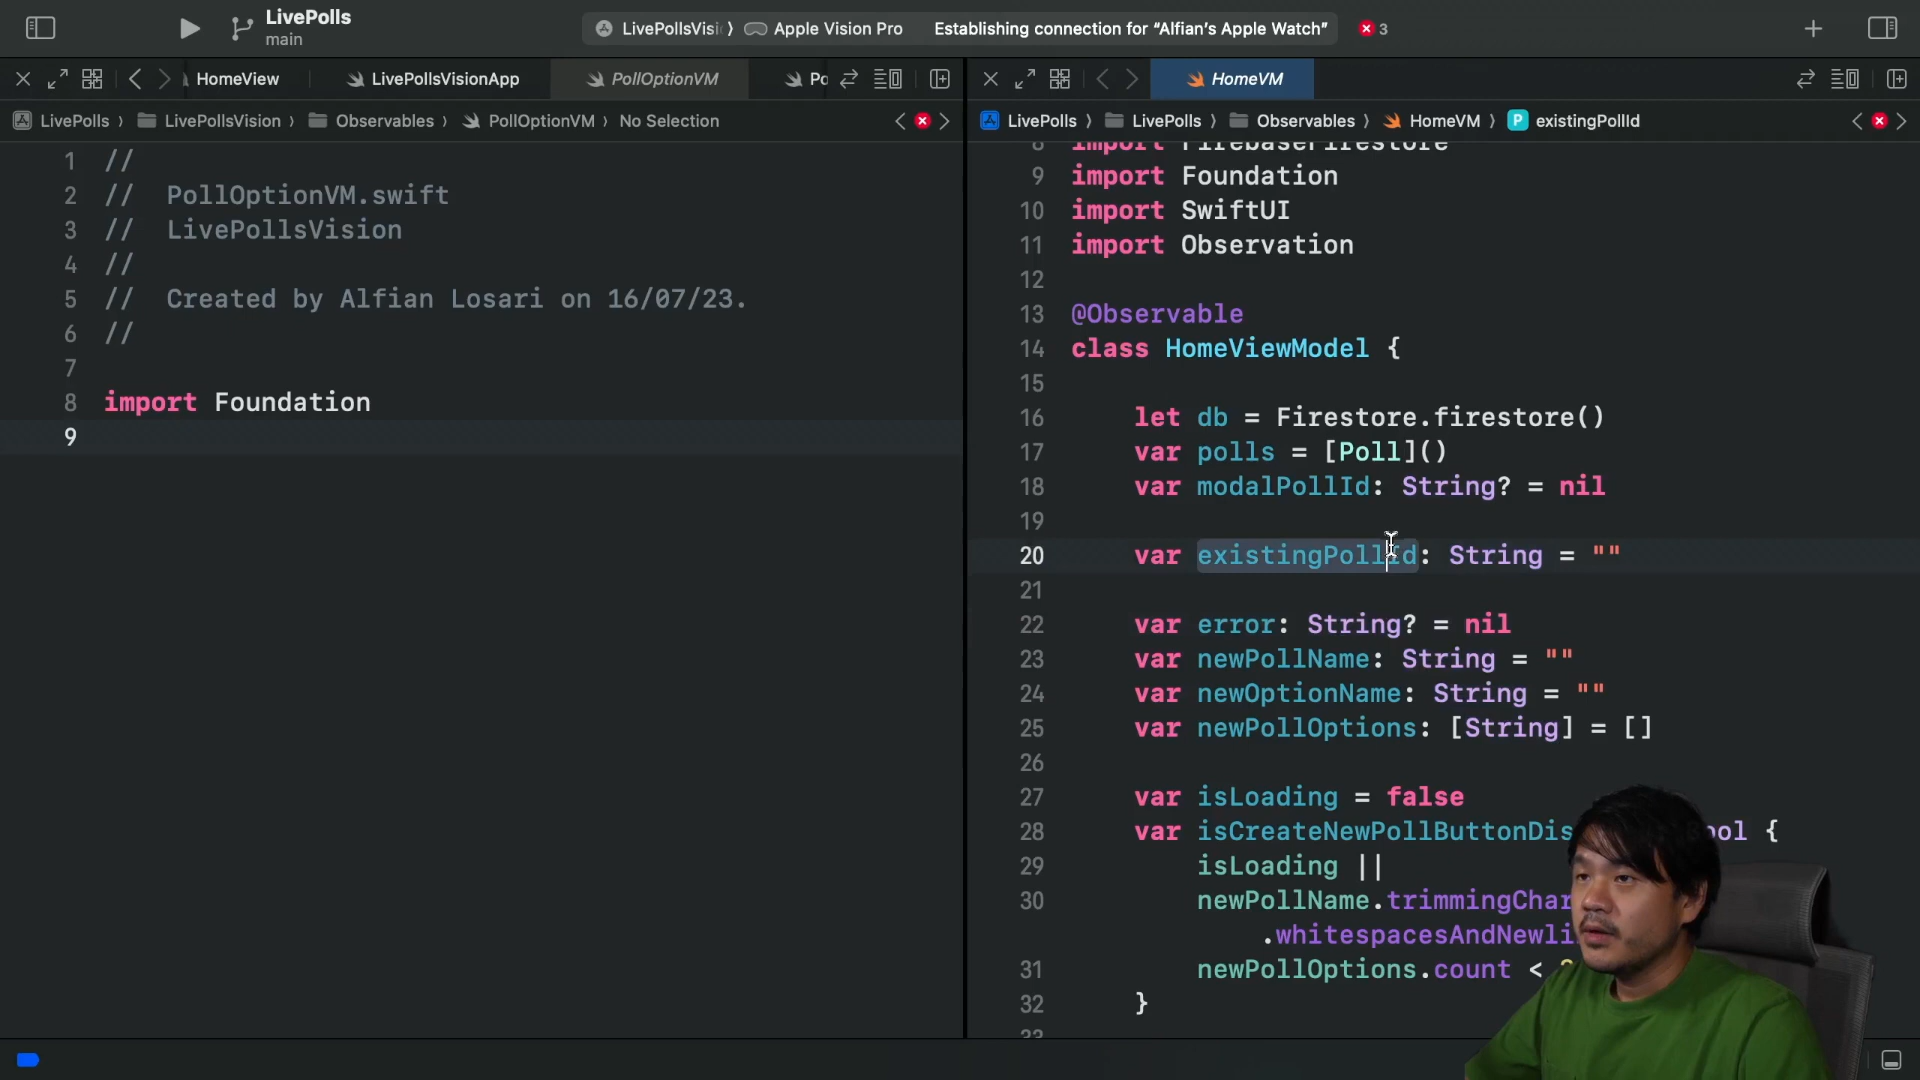 LivePolls
main
LivePollsVisi
Apple Vision Pro
Establishing connection for “Alfian’s Apple Watch”
3
HomeView
LivePollsVisionApp
PollOptionVM
Po
HomeVM
LivePolls
LivePollsVision
Observables
PollOptionVM
No Selection
LivePolls
LivePolls
Observables
HomeVM
P
existingPollId
1 //
2 // PollOptionVM.swift
3 // LivePollsVision
4 //
5 // Created by Alfian Losari on 16/07/23.
6 //
7
8 import Foundation
9
8 import FirebaseFirestore
9 import Foundation
10 import SwiftUI
11 import Observation
12
13 @Observable
14 class HomeViewModel {
15
16 let db = Firestore.firestore()
17 var polls = [Poll]()
18 var modalPollId: String? = nil
19
20 var existingPollId: String = ""
21
22 var error: String? = nil
23 var newPollName: String = ""
24 var newOptionName: String = ""
25 var newPollOptions: [String] = []
26
27 var isLoading = false
28 var isCreateNewPollButtonDis ool {
29 isLoading ||
30 newPollName.trimmingChar
.whitespacesAndNewli
31 newPollOptions.count <
32 }
33